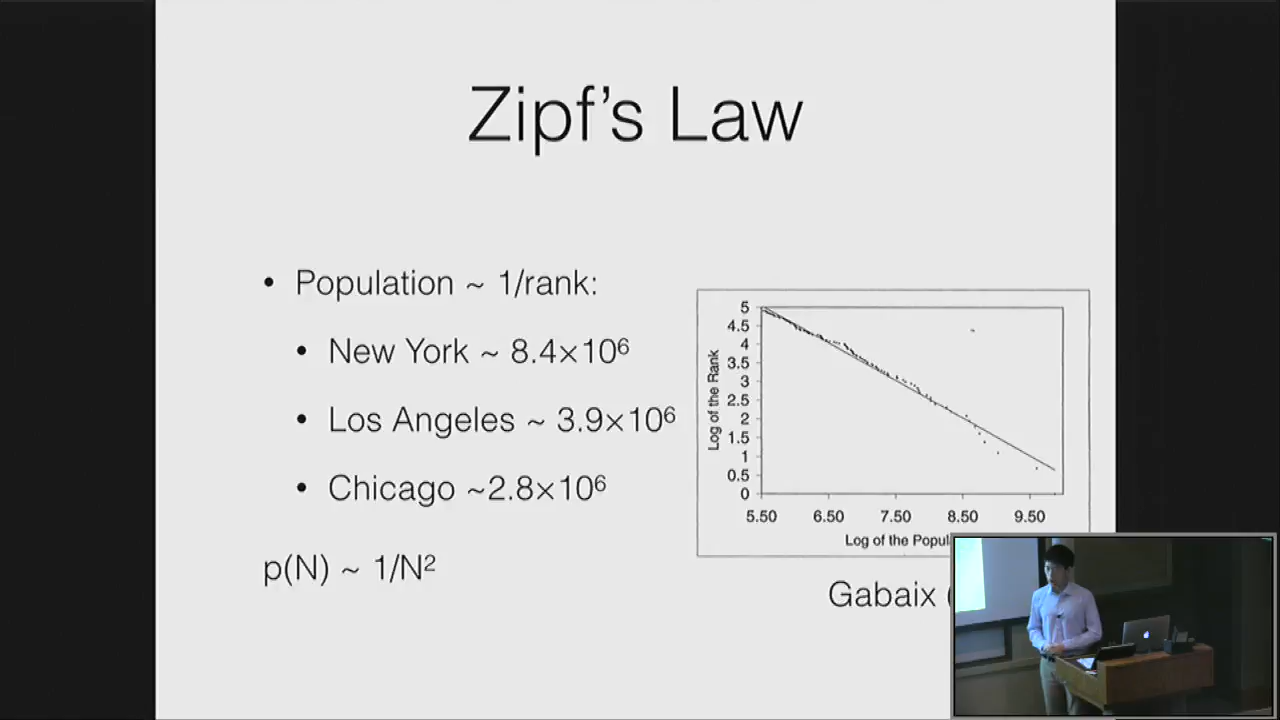 Zipf’s Law
• Population ~ 1/rank:
• New York ~ 8.4×10⁶
• Los Angeles ~ 3.9×10⁶
• Chicago ~2.8×10⁶
p(N) ~ 1/N²
Log of the Rank
5
4.5
4
3.5
3
2.5
2
1.5
1
0.5
0
5.50 6.50 7.50 8.50 9.50
Log of the
Gabaix